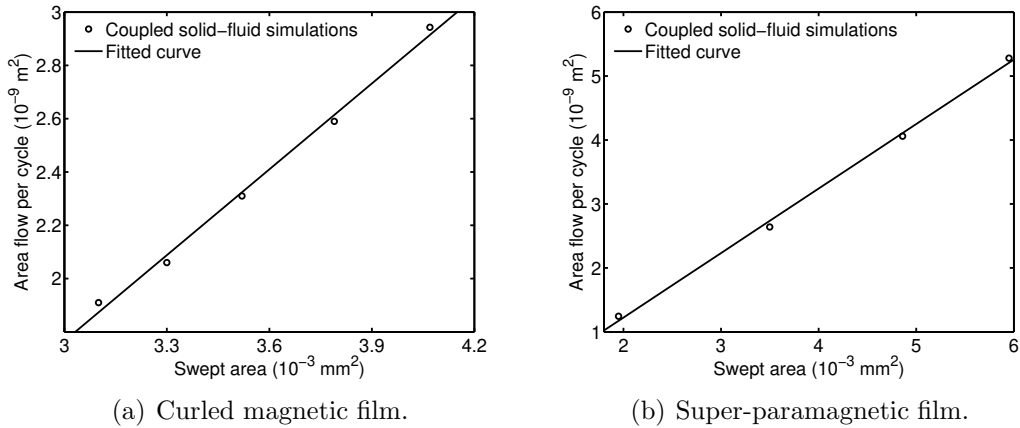 3
2.8
2.6
2.4
2.2
2
3 3.3 3.6 3.9 4.2
Area flow per cycle (10⁻⁹ m²)
Swept area (10⁻³ mm²)
Coupled solid−fluid simulations
Fitted curve
(a) Curled magnetic film.
6
5
4
3
2
1
2 3 4 5 6
Area flow per cycle (10⁻⁹ m²)
Swept area (10⁻³ mm²)
Coupled solid−fluid simulations
Fitted curve
(b) Super-paramagnetic film.